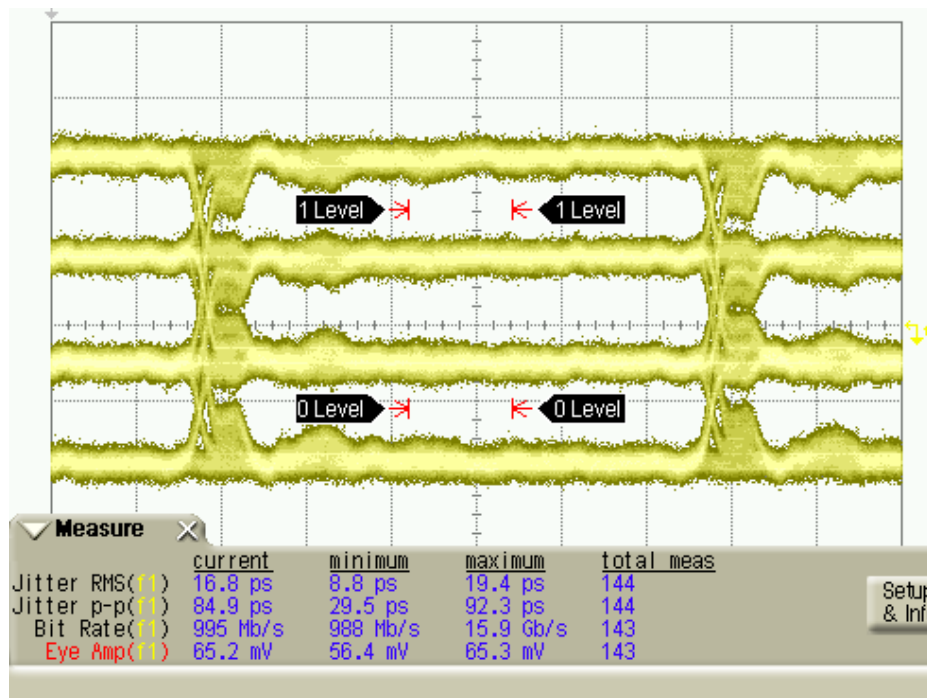 1 Level 1 Level
0 Level 0 Level
Measure
current minimum maximum total meas
Jitter RMS(f1) 16.8 ps 8.8 ps 19.4 ps 144
Jitter p-p(f1) 84.9 ps 29.5 ps 92.3 ps 144
Bit Rate(f1) 995 Mb/s 988 Mb/s 15.9 Gb/s 143
Eye Amp(f1) 65.2 mV 56.4 mV 65.3 mV 143
Setup
& Inf